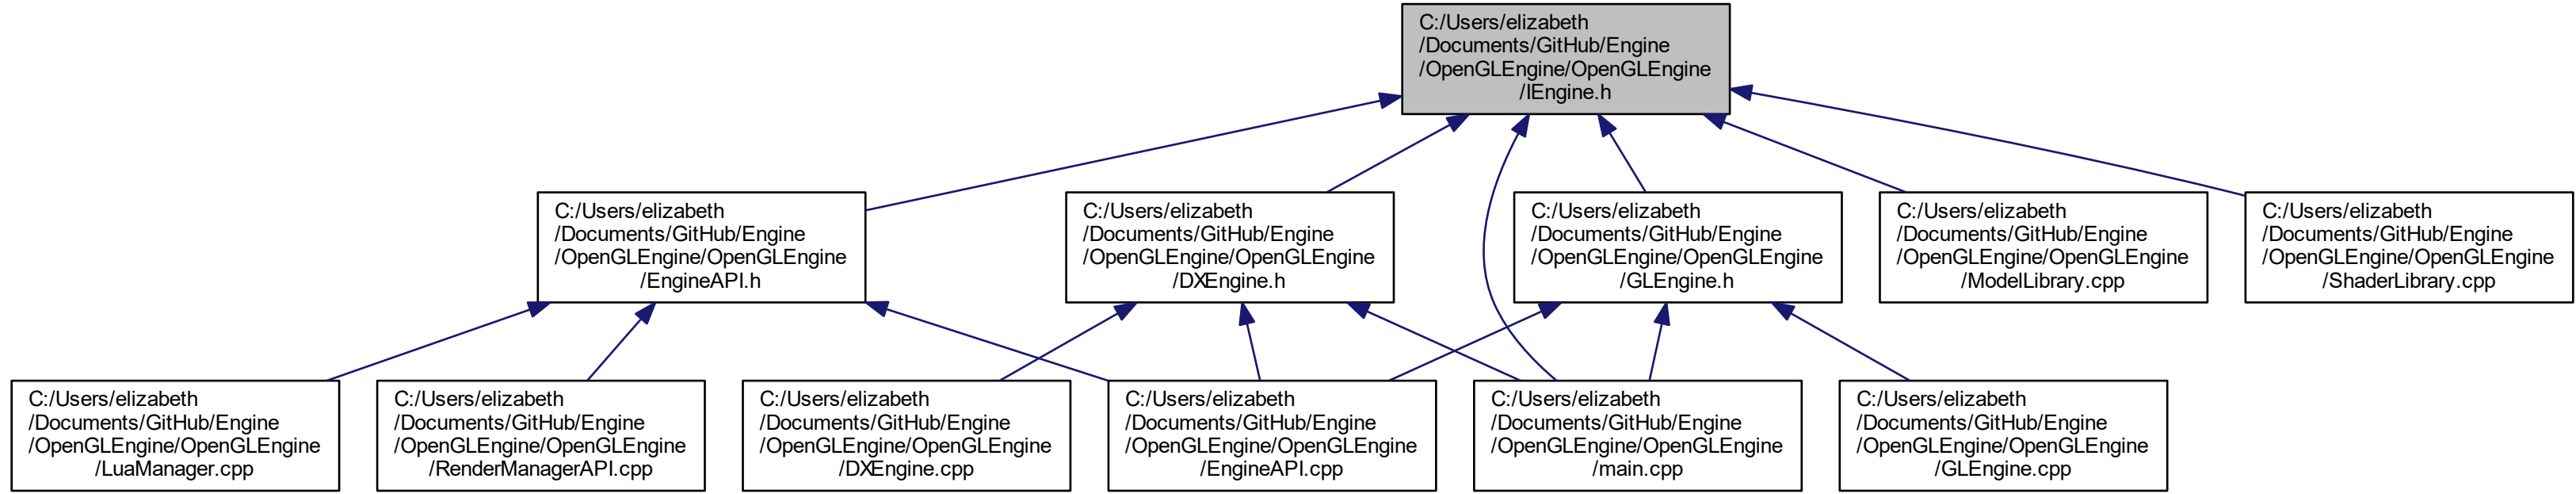 C:/Users/elizabeth
/Documents/GitHub/Engine
/OpenGLEngine/OpenGLEngine
/IEngine.h
C:/Users/elizabeth
/Documents/GitHub/Engine
/OpenGLEngine/OpenGLEngine
/EngineAPI.h
C:/Users/elizabeth
/Documents/GitHub/Engine
/OpenGLEngine/OpenGLEngine
/DXEngine.h
C:/Users/elizabeth
/Documents/GitHub/Engine
/OpenGLEngine/OpenGLEngine
/GLEngine.h
C:/Users/elizabeth
/Documents/GitHub/Engine
/OpenGLEngine/OpenGLEngine
/ModelLibrary.cpp
C:/Users/elizabeth
/Documents/GitHub/Engine
/OpenGLEngine/OpenGLEngine
/ShaderLibrary.cpp
C:/Users/elizabeth
/Documents/GitHub/Engine
/OpenGLEngine/OpenGLEngine
/LuaManager.cpp
C:/Users/elizabeth
/Documents/GitHub/Engine
/OpenGLEngine/OpenGLEngine
/RenderManagerAPI.cpp
C:/Users/elizabeth
/Documents/GitHub/Engine
/OpenGLEngine/OpenGLEngine
/DXEngine.cpp
C:/Users/elizabeth
/Documents/GitHub/Engine
/OpenGLEngine/OpenGLEngine
/EngineAPI.cpp
C:/Users/elizabeth
/Documents/GitHub/Engine
/OpenGLEngine/OpenGLEngine
/main.cpp
C:/Users/elizabeth
/Documents/GitHub/Engine
/OpenGLEngine/OpenGLEngine
/GLEngine.cpp